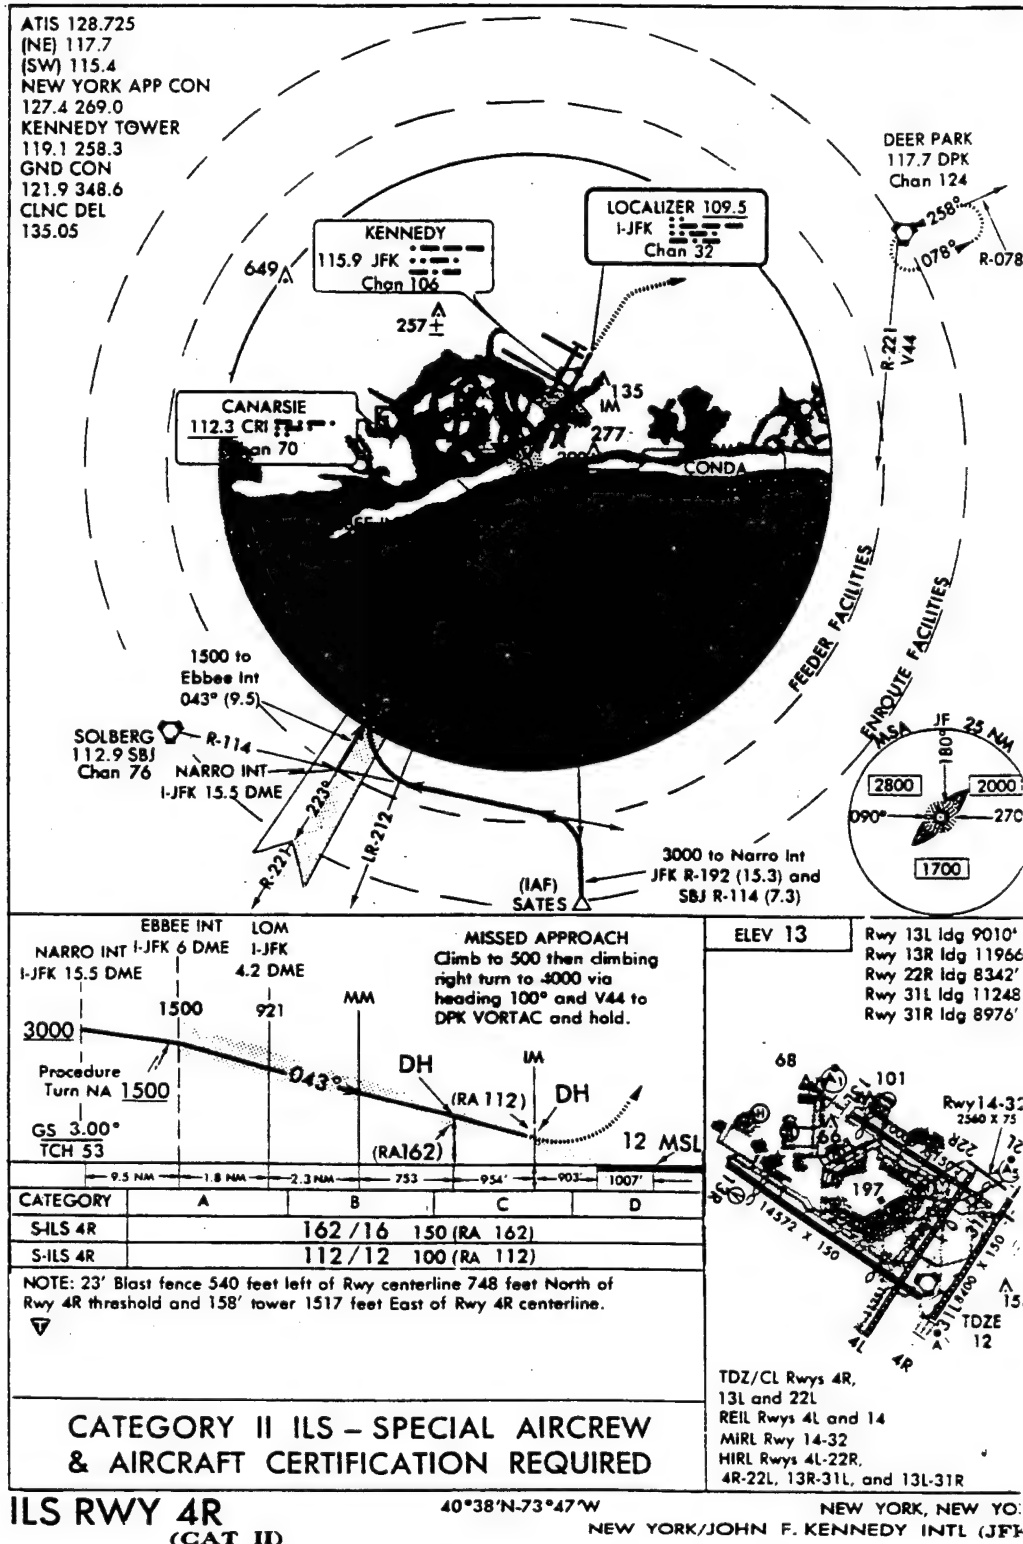 ATIS 128.725
(NE) 117.7
(SW) 115.4
NEW YORK APP CON
127.4 269.0
KENNEDY TOWER
119.1 258.3
GND CON
121.9 348.6
CLNC DEL
135.05
DEER PARK
117.7 DPK
Chan 124
258°
078°
R-078
R-221
V44
LOCALIZER 109.5
I-JFK
Chan 32
KENNEDY
115.9 JFK
Chan 106
649
257±
135
IM
277
CANARSIE
112.3 CRI
Chan 70
CONDA
FEEDER FACILITIES
ENROUTE FACILITIES
1500 to
Ebbee Int
043° (9.5)
SOLBERG
112.9 SBJ
Chan 76
R-114
NARRO INT
I-JFK 15.5 DME
223°
R-221
LR-212
(IAF)
SATES
3000 to Narro Int
JFK R-192 (15.3) and
SBJ R-114 (7.3)
MSA JF 25 NM
180°
2800
2000
090°
270
1700
NARRO INT
I-JFK 15.5 DME
EBBEE INT
I-JFK 6 DME
LOM
I-JFK
4.2 DME
MISSED APPROACH
Climb to 500 then climbing
right turn to 4000 via
heading 100° and V44 to
DPK VORTAC and hold.
3000
1500
921
MM
IM
Procedure
Turn NA 1500
043°
DH
(RA 112)
DH
GS 3.00°
TCH 53
(RA162)
12 MSL
9.5 NM
1.8 NM
2.3 NM
753
954'
903'
1007'
CATEGORY A B C D
S-ILS 4R 162/16 150 (RA 162)
S-ILS 4R 112/12 100 (RA 112)
NOTE: 23' Blast fence 540 feet left of Rwy centerline 748 feet North of
Rwy 4R threshold and 158' tower 1517 feet East of Rwy 4R centerline.
T
CATEGORY II ILS – SPECIAL AIRCREW
& AIRCRAFT CERTIFICATION REQUIRED
ELEV 13
Rwy 13L ldg 9010'
Rwy 13R ldg 11966
Rwy 22R ldg 8342'
Rwy 31L ldg 11248
Rwy 31R ldg 8976'
68
101
13L
Rwy 14-32
2560 X 75
22R
66
197
13R
14572 X 150
8400 X 150
31L
4L
4R
TDZE
12
TDZ/CL Rwys 4R,
13L and 22L
REIL Rwys 4L and 14
MIRL Rwy 14-32
HIRL Rwys 4L-22R,
4R-22L, 13R-31L, and 13L-31R
ILS RWY 4R
(CAT II)
40°38'N-73°47'W
NEW YORK, NEW YO
NEW YORK/JOHN F. KENNEDY INTL (JFK